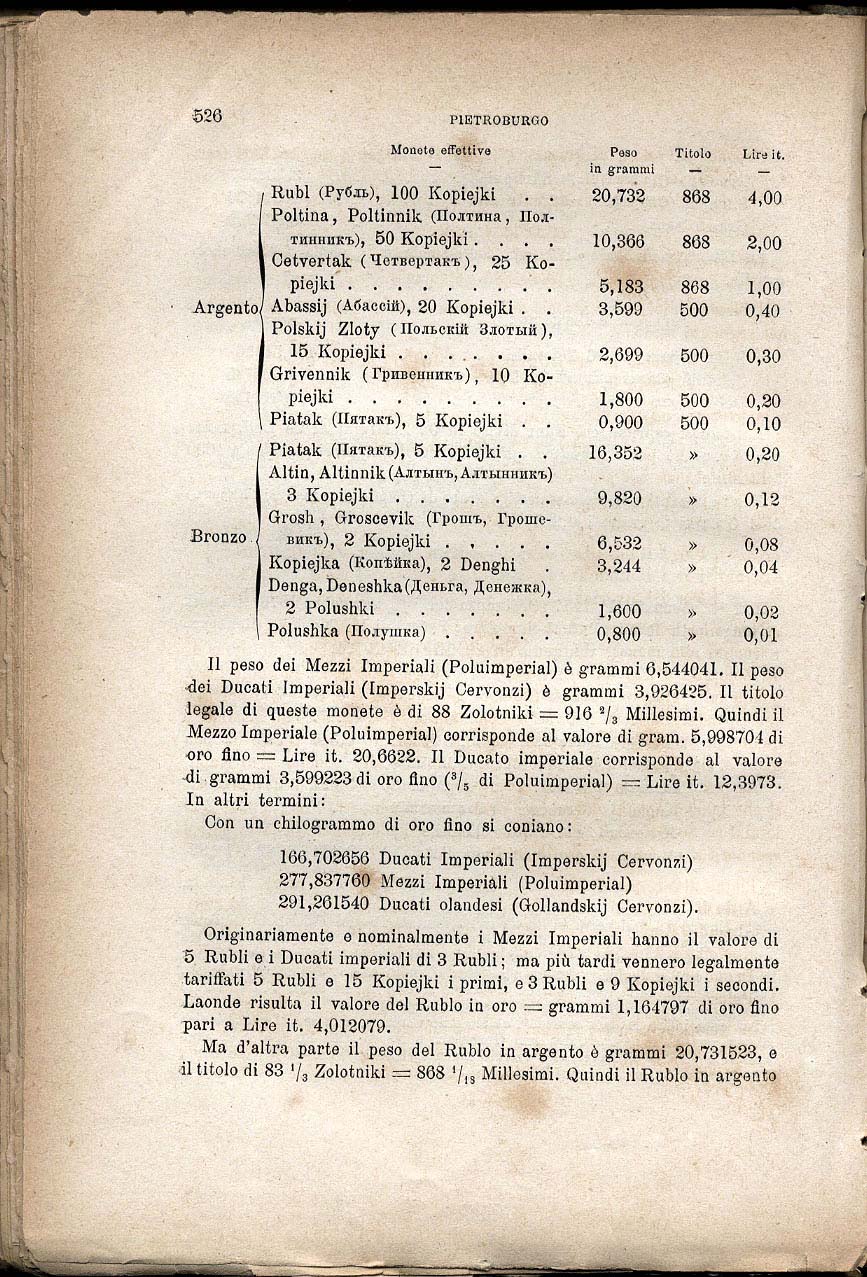 526
PIETROBURGO
Monete effettive Peso in grammi Titolo Lire it.
Argento
Rubl (Рубль), 100 Kopiejki . . 20,732 868 4,00
Poltina, Poltinnik (Полтина, Пол-
тинникъ), 50 Kopiejki . . . . 10,366 868 2,00
Cetvertak (Четвертакъ), 25 Ko-
piejki . . . . . . . . . 5,183 868 1,00
Abassij (Абассій), 20 Kopiejki . . 3,599 500 0,40
Polskij Zloty (Польскій Злотый),
15 Kopiejki . . . . . . . 2,699 500 0,30
Grivennik (Гривенникъ), 10 Ko-
piejki . . . . . . . . . 1,800 500 0,20
Piatak (Пятакъ), 5 Kopiejki . . 0,900 500 0,10
Bronzo
Piatak (Пятакъ), 5 Kopiejki . . 16,352 » 0,20
Altin, Altinnik (Алтынъ, Алтынникъ)
3 Kopiejki . . . . . . . 9,820 » 0,12
Grosh, Groscevik (Грошъ, Гроше-
викъ), 2 Kopiejki . . . . . 6,532 » 0,08
Kopiejka (Копѣйка), 2 Denghi . 3,244 » 0,04
Denga, Deneshka (Деньга, Денежка),
2 Polushki . . . . . . . 1,600 » 0,02
Polushka (Полушка) . . . . . 0,800 » 0,01
Il peso dei Mezzi Imperiali (Poluimperial) è grammi 6,544041. Il peso
dei Ducati Imperiali (Imperskij Cervonzi) è grammi 3,926425. Il titolo
legale di queste monete è di 88 Zolotniki = 916 2/3 Millesimi. Quindi il
Mezzo Imperiale (Poluimperial) corrisponde al valore di gram. 5,998704 di
oro fino = Lire it. 20,6622. Il Ducato imperiale corrisponde al valore
di grammi 3,599223 di oro fino (3/5 di Poluimperial) = Lire it. 12,3973.
In altri termini:
Con un chilogrammo di oro fino si coniano:
166,702656 Ducati Imperiali (Imperskij Cervonzi)
277,837760 Mezzi Imperiali (Poluimperial)
291,261540 Ducati olandesi (Gollandskij Cervonzi).
Originariamente e nominalmente i Mezzi Imperiali hanno il valore di
5 Rubli e i Ducati imperiali di 3 Rubli; ma più tardi vennero legalmente
tariffati 5 Rubli e 15 Kopiejki i primi, e 3 Rubli e 9 Kopiejki i secondi.
Laonde risulta il valore del Rublo in oro = grammi 1,164797 di oro fino
pari a Lire it. 4,012079.
Ma d'altra parte il peso del Rublo in argento è grammi 20,731523, e
il titolo di 83 1/3 Zolotniki = 868 1/18 Millesimi. Quindi il Rublo in argento